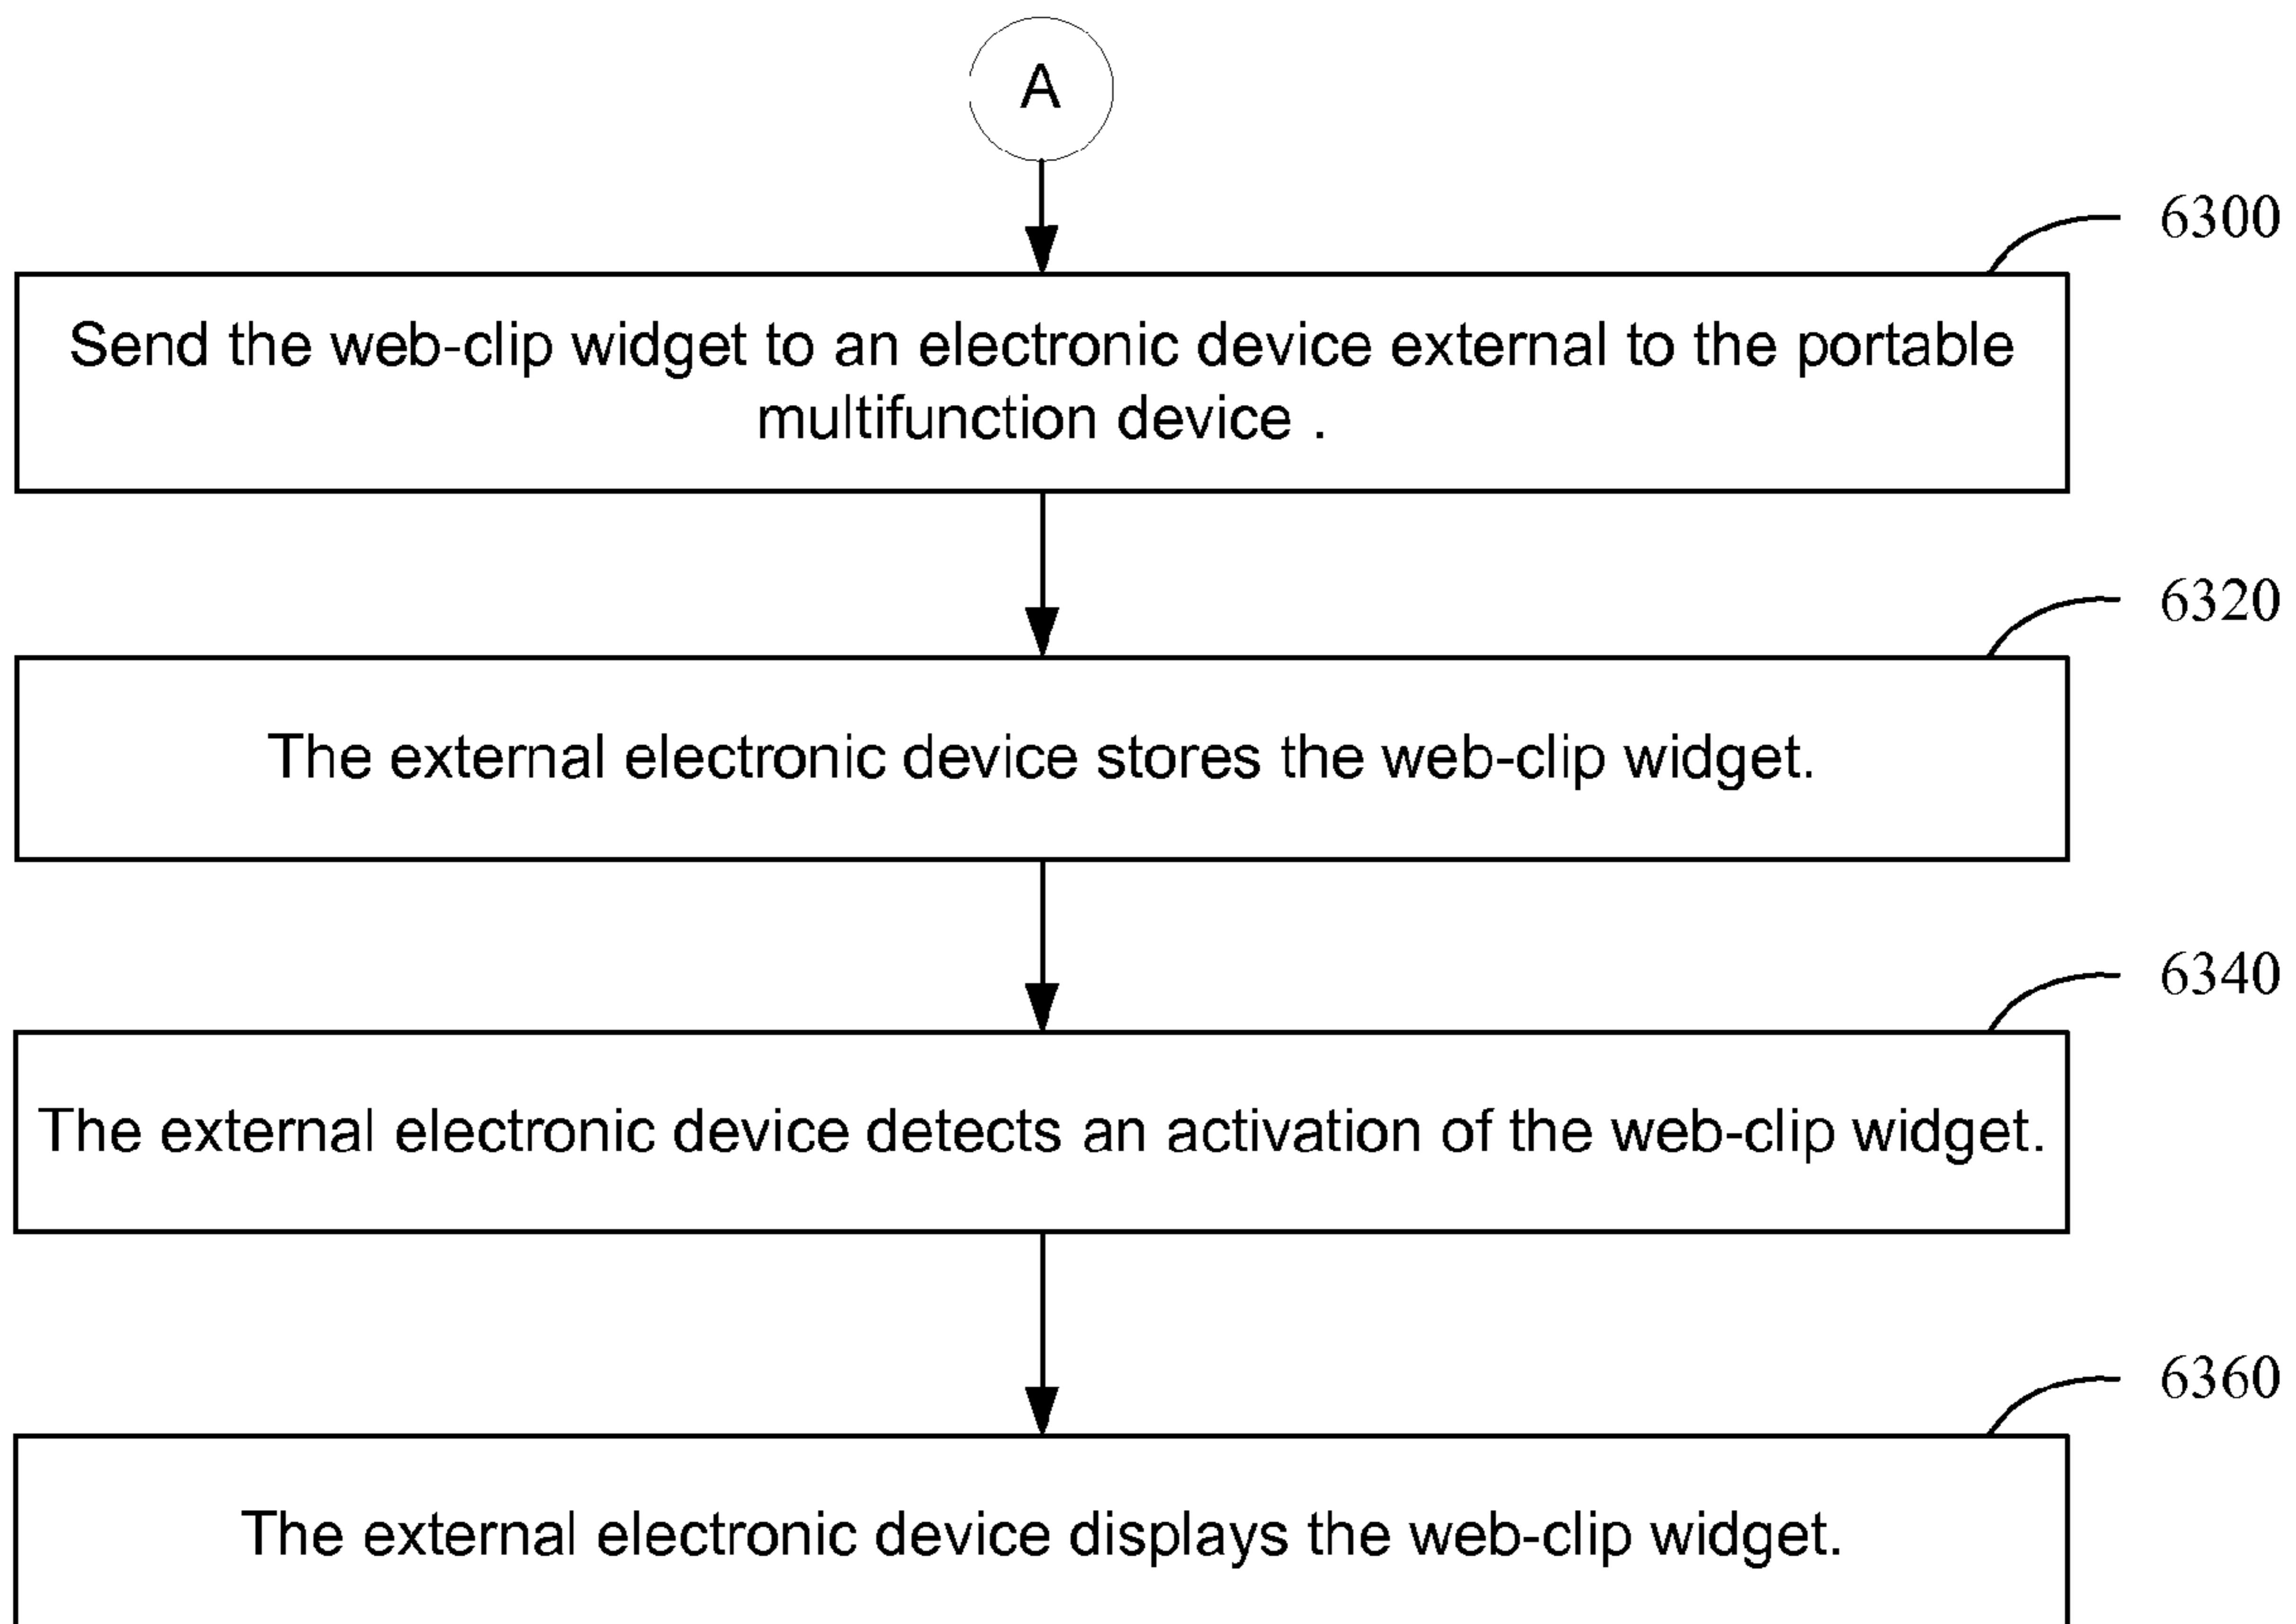 A
6300
Send the web-clip widget to an electronic device external to the portable
multifunction device .
6320
The external electronic device stores the web-clip widget.
6340
The external electronic device detects an activation of the web-clip widget.
6360
The external electronic device displays the web-clip widget.